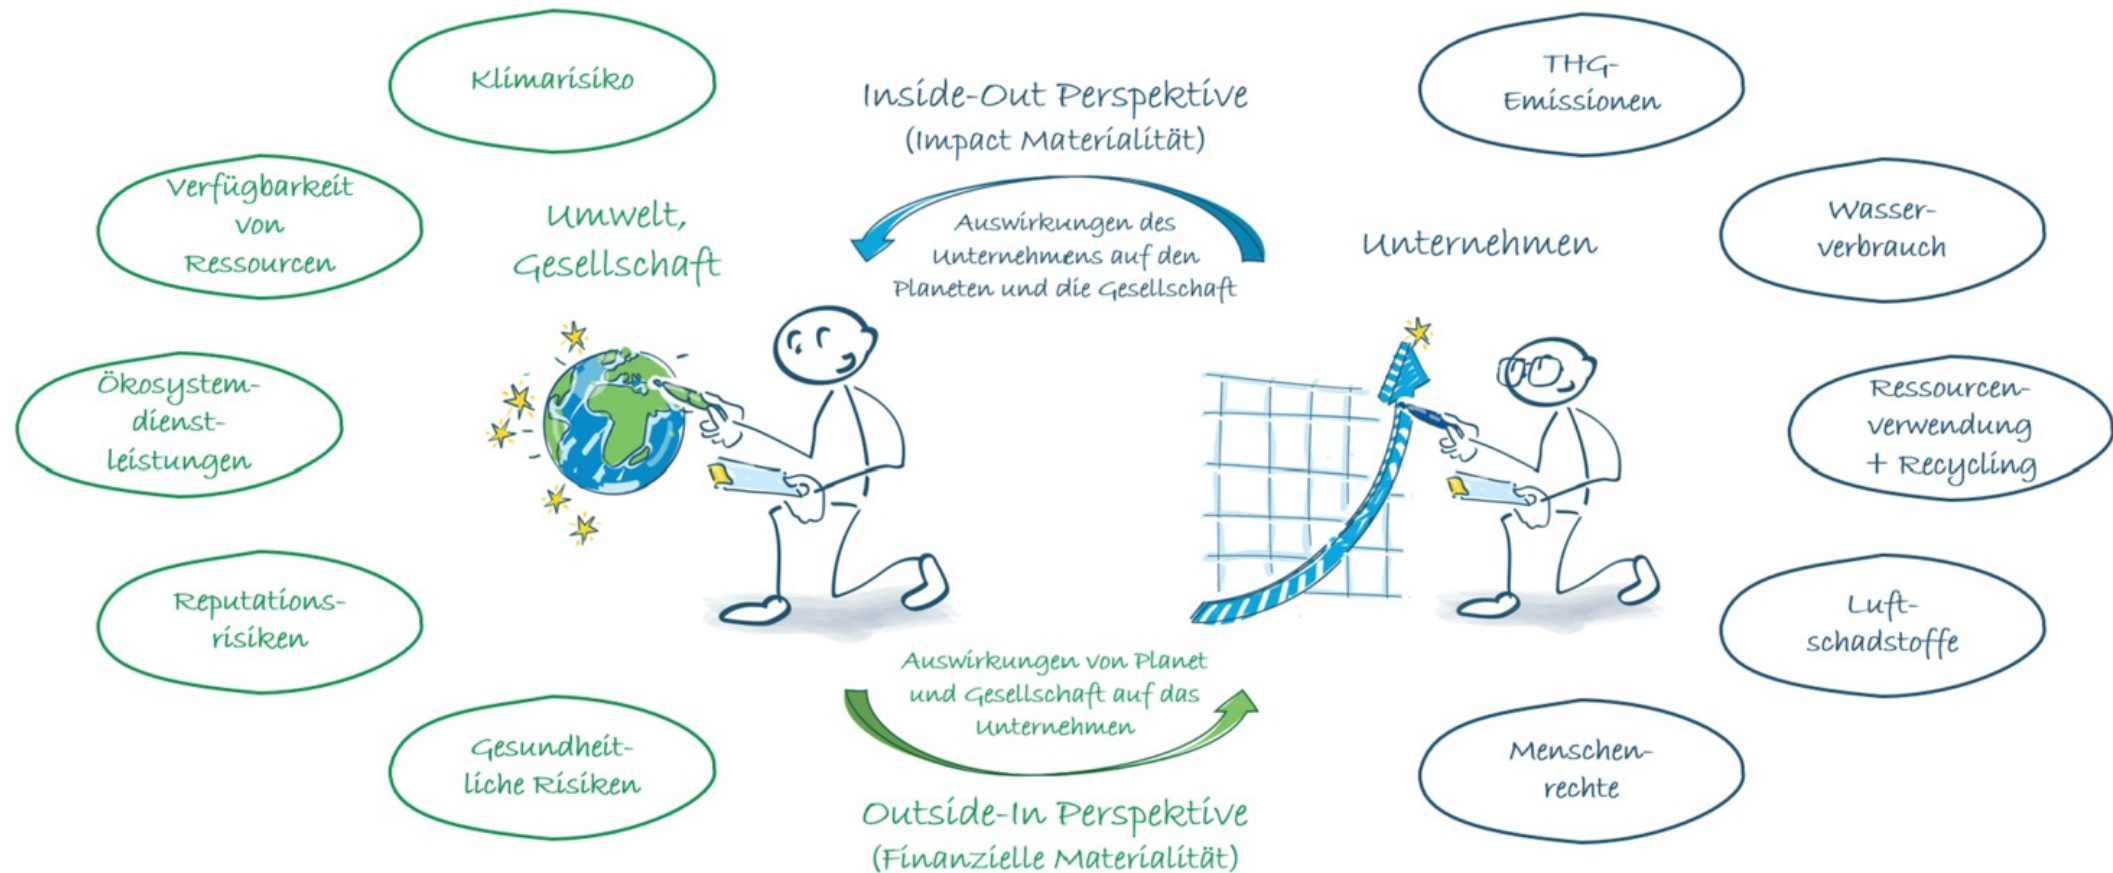 Klimarisiko
Verfügbarkeit
von
Ressourcen
Ökosystem-
dienst-
leistungen
Reputations-
risiken
Gesundheit-
liche Risiken
Umwelt,
Gesellschaft
Inside-Out Perspektive
(Impact Materialität)
Auswirkungen des
Unternehmens auf den
Planeten und die Gesellschaft
Auswirkungen von Planet
und Gesellschaft auf das
Unternehmen
Outside-In Perspektive
(Finanzielle Materialität)
Unternehmen
THG-
Emissionen
Wasser-
verbrauch
Ressourcen-
verwendung
+ Recycling
Luft-
schadstoffe
Menschen-
rechte